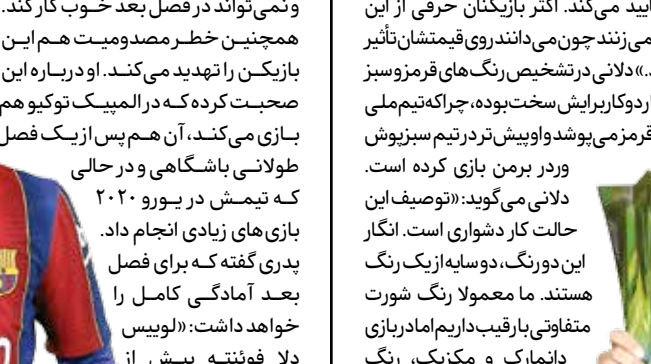 تایید می‌کند. اکثر بازیکنان حرفی از این
نمی‌زنند چون می‌دانند روی قیمتشان تأثیر
دلانی در تشخیص رنگ‌های قرمز و سبز
دو کار برایش سخت بوده، چرا که تیم ملی
قرمز می‌پوشد و او پیش‌تر در تیم سبزپوش
وردر برمن بازی کرده است.
دلانی می‌گوید: «توصیف این
حالت کار دشواری است. انگار
این دو رنگ، دو سایه از یک رنگ
هستند. ما معمولا رنگ شورت
متفاوتی با رقیب داریم اما در بازی
دانمارک و مکزیک، رنگ
و نمی‌تواند در فصل بعد خوب کار کند.
همچنین خطر مصدومیت هم این
بازیکن را تهدید می‌کند. او درباره این
صحبت کرده که در المپیک توکیو هم
بازی می‌کند، آن هم پس از یک فصل
طولانی باشگاهی و در حالی
که تیمش در یورو ۲۰۲۰
بازی‌های زیادی انجام داد.
پدری گفته که برای فصل
بعد آمادگی کامل را
خواهد داشت: «لوییس
دلا فوئنته پیش از